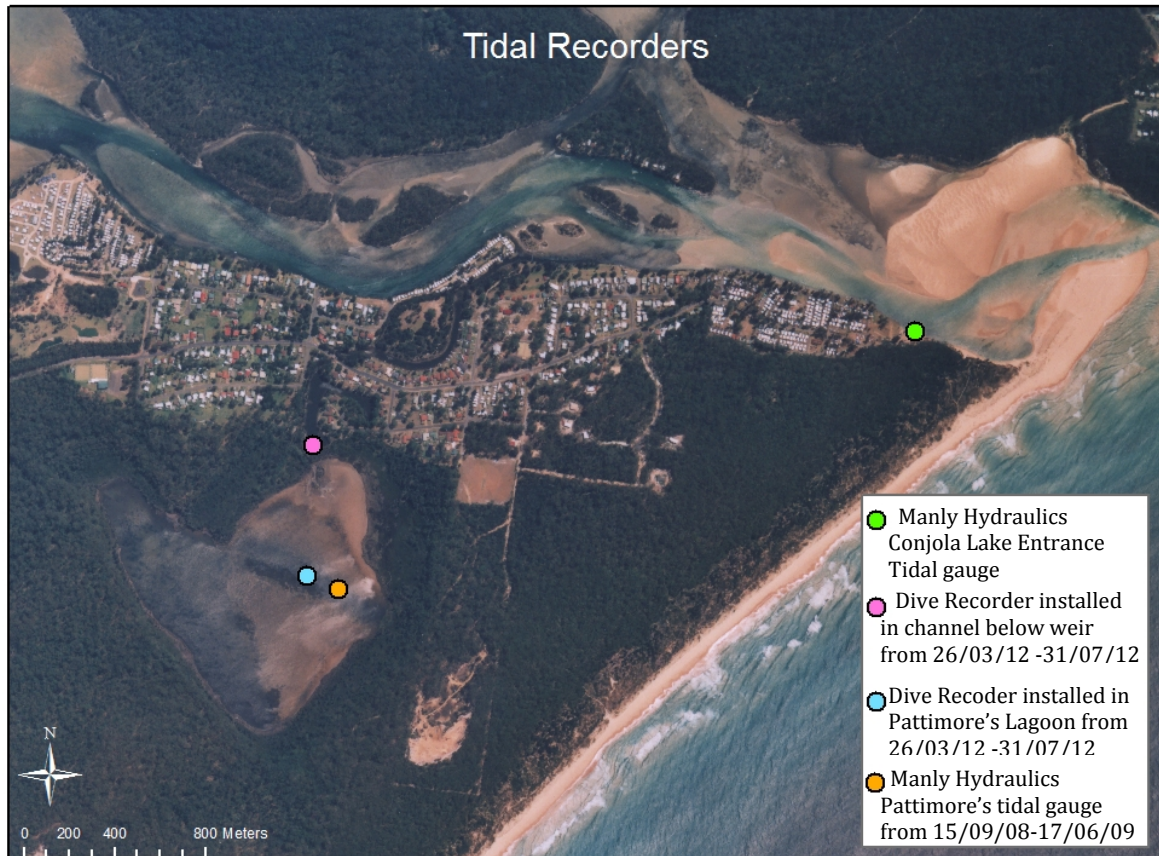 Tidal Recorders
Manly Hydraulics
Conjola Lake Entrance
Tidal gauge
Dive Recorder installed
in channel below weir
from 26/03/12 -31/07/12
Dive Recoder installed in
Pattimore's Lagoon from
26/03/12 -31/07/12
Manly Hydraulics
Pattimore's tidal gauge
from 15/09/08-17/06/09
N
0 200 400 800 Meters